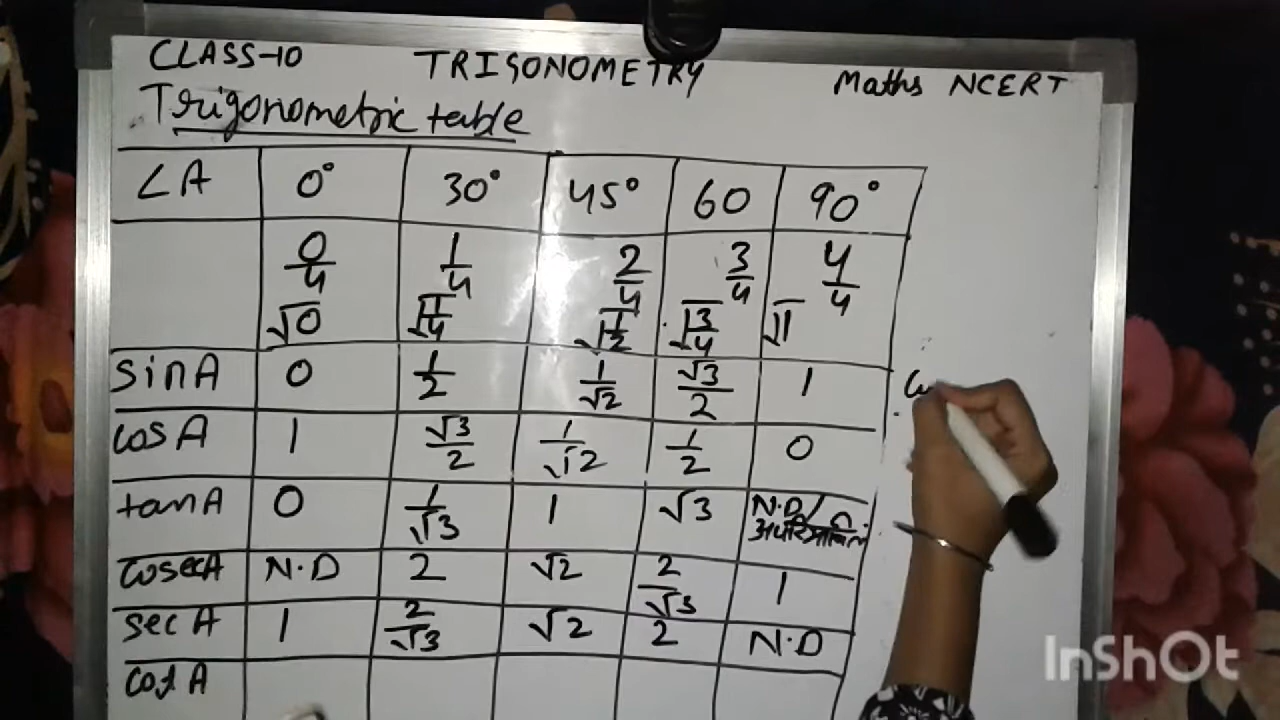 CLASS-10 TRIGONOMETRY Maths NCERT
Trigonometric table
∠A 0° 30° 45° 60 90°
0/4 1/4 2/4 3/4 4/4
√0 √1/4 √1/2 √3/4 √1
sinA 0 1/2 1/√2 √3/2 1
cosA 1 √3/2 1/√2 1/2 0
tanA 0 1/√3 1 √3 N.D/
cosecA N.D 2 √2 2/√3 1
secA 1 2/√3 √2 2 N.D
cotA
InShOt